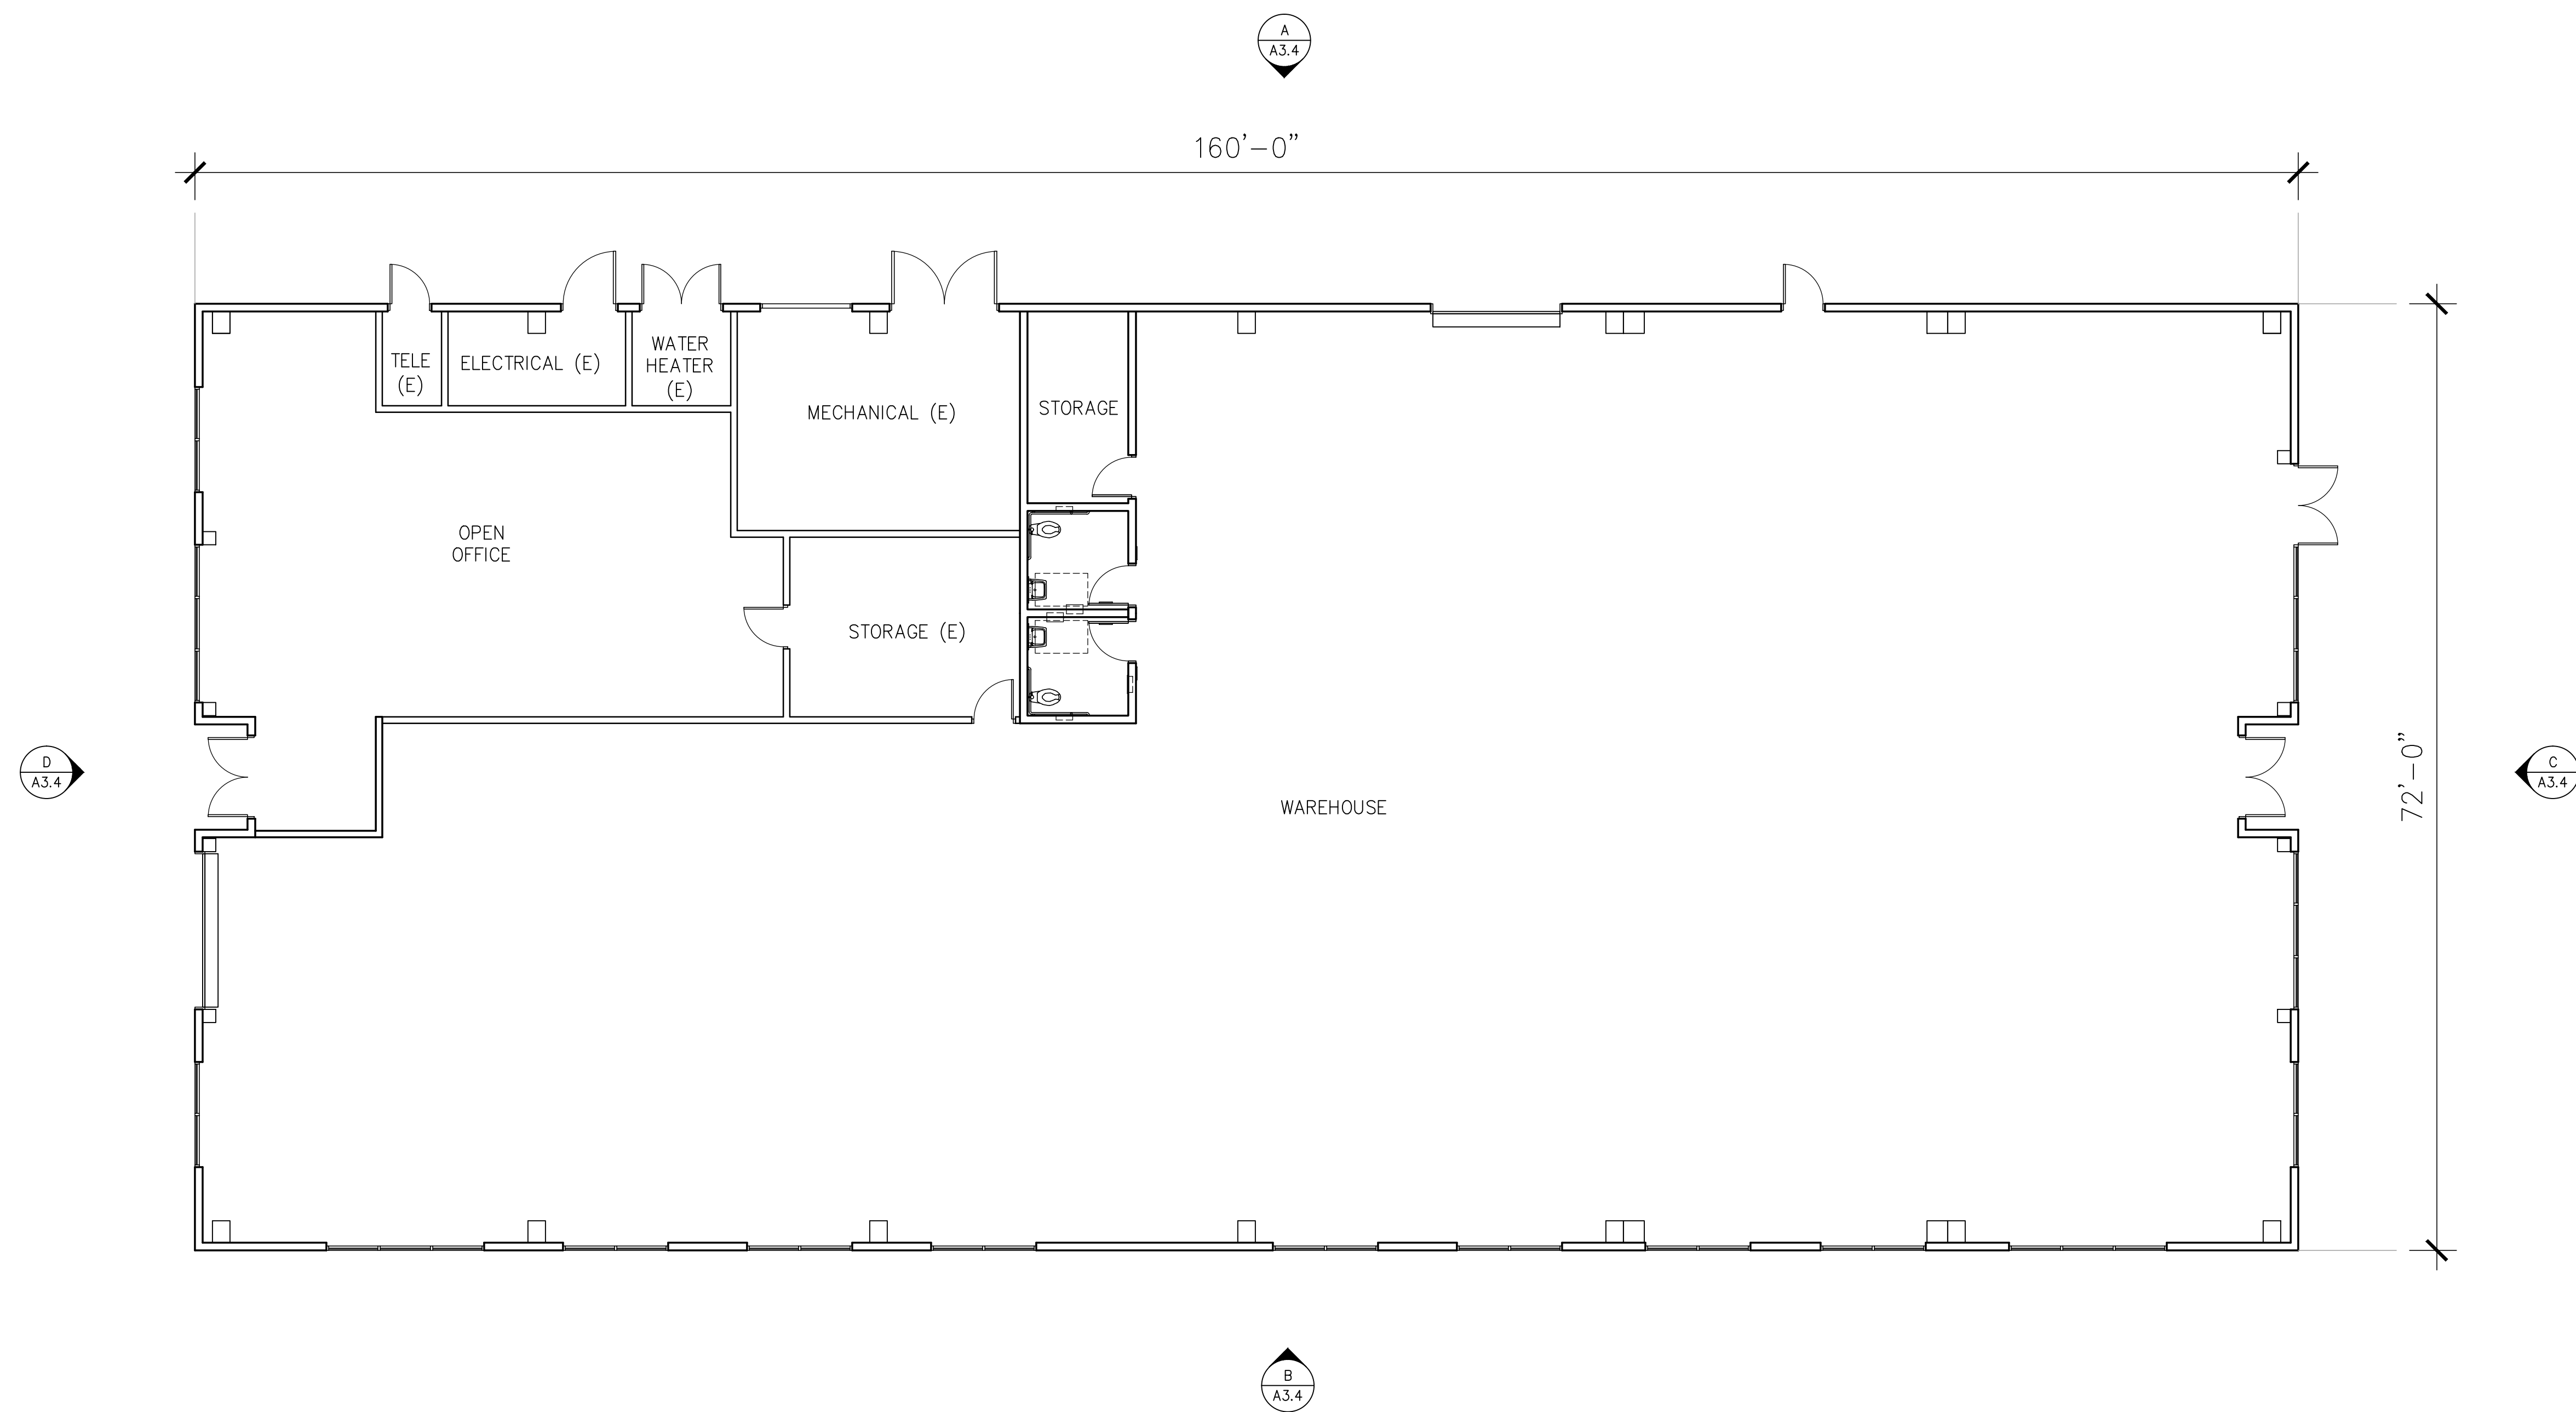 A
A3.4
160'-0"
TELE
(E)
ELECTRICAL (E)
WATER
HEATER
(E)
MECHANICAL (E)
STORAGE
OPEN
OFFICE
STORAGE (E)
D
A3.4
WAREHOUSE
72'-0"
C
A3.4
B
A3.4